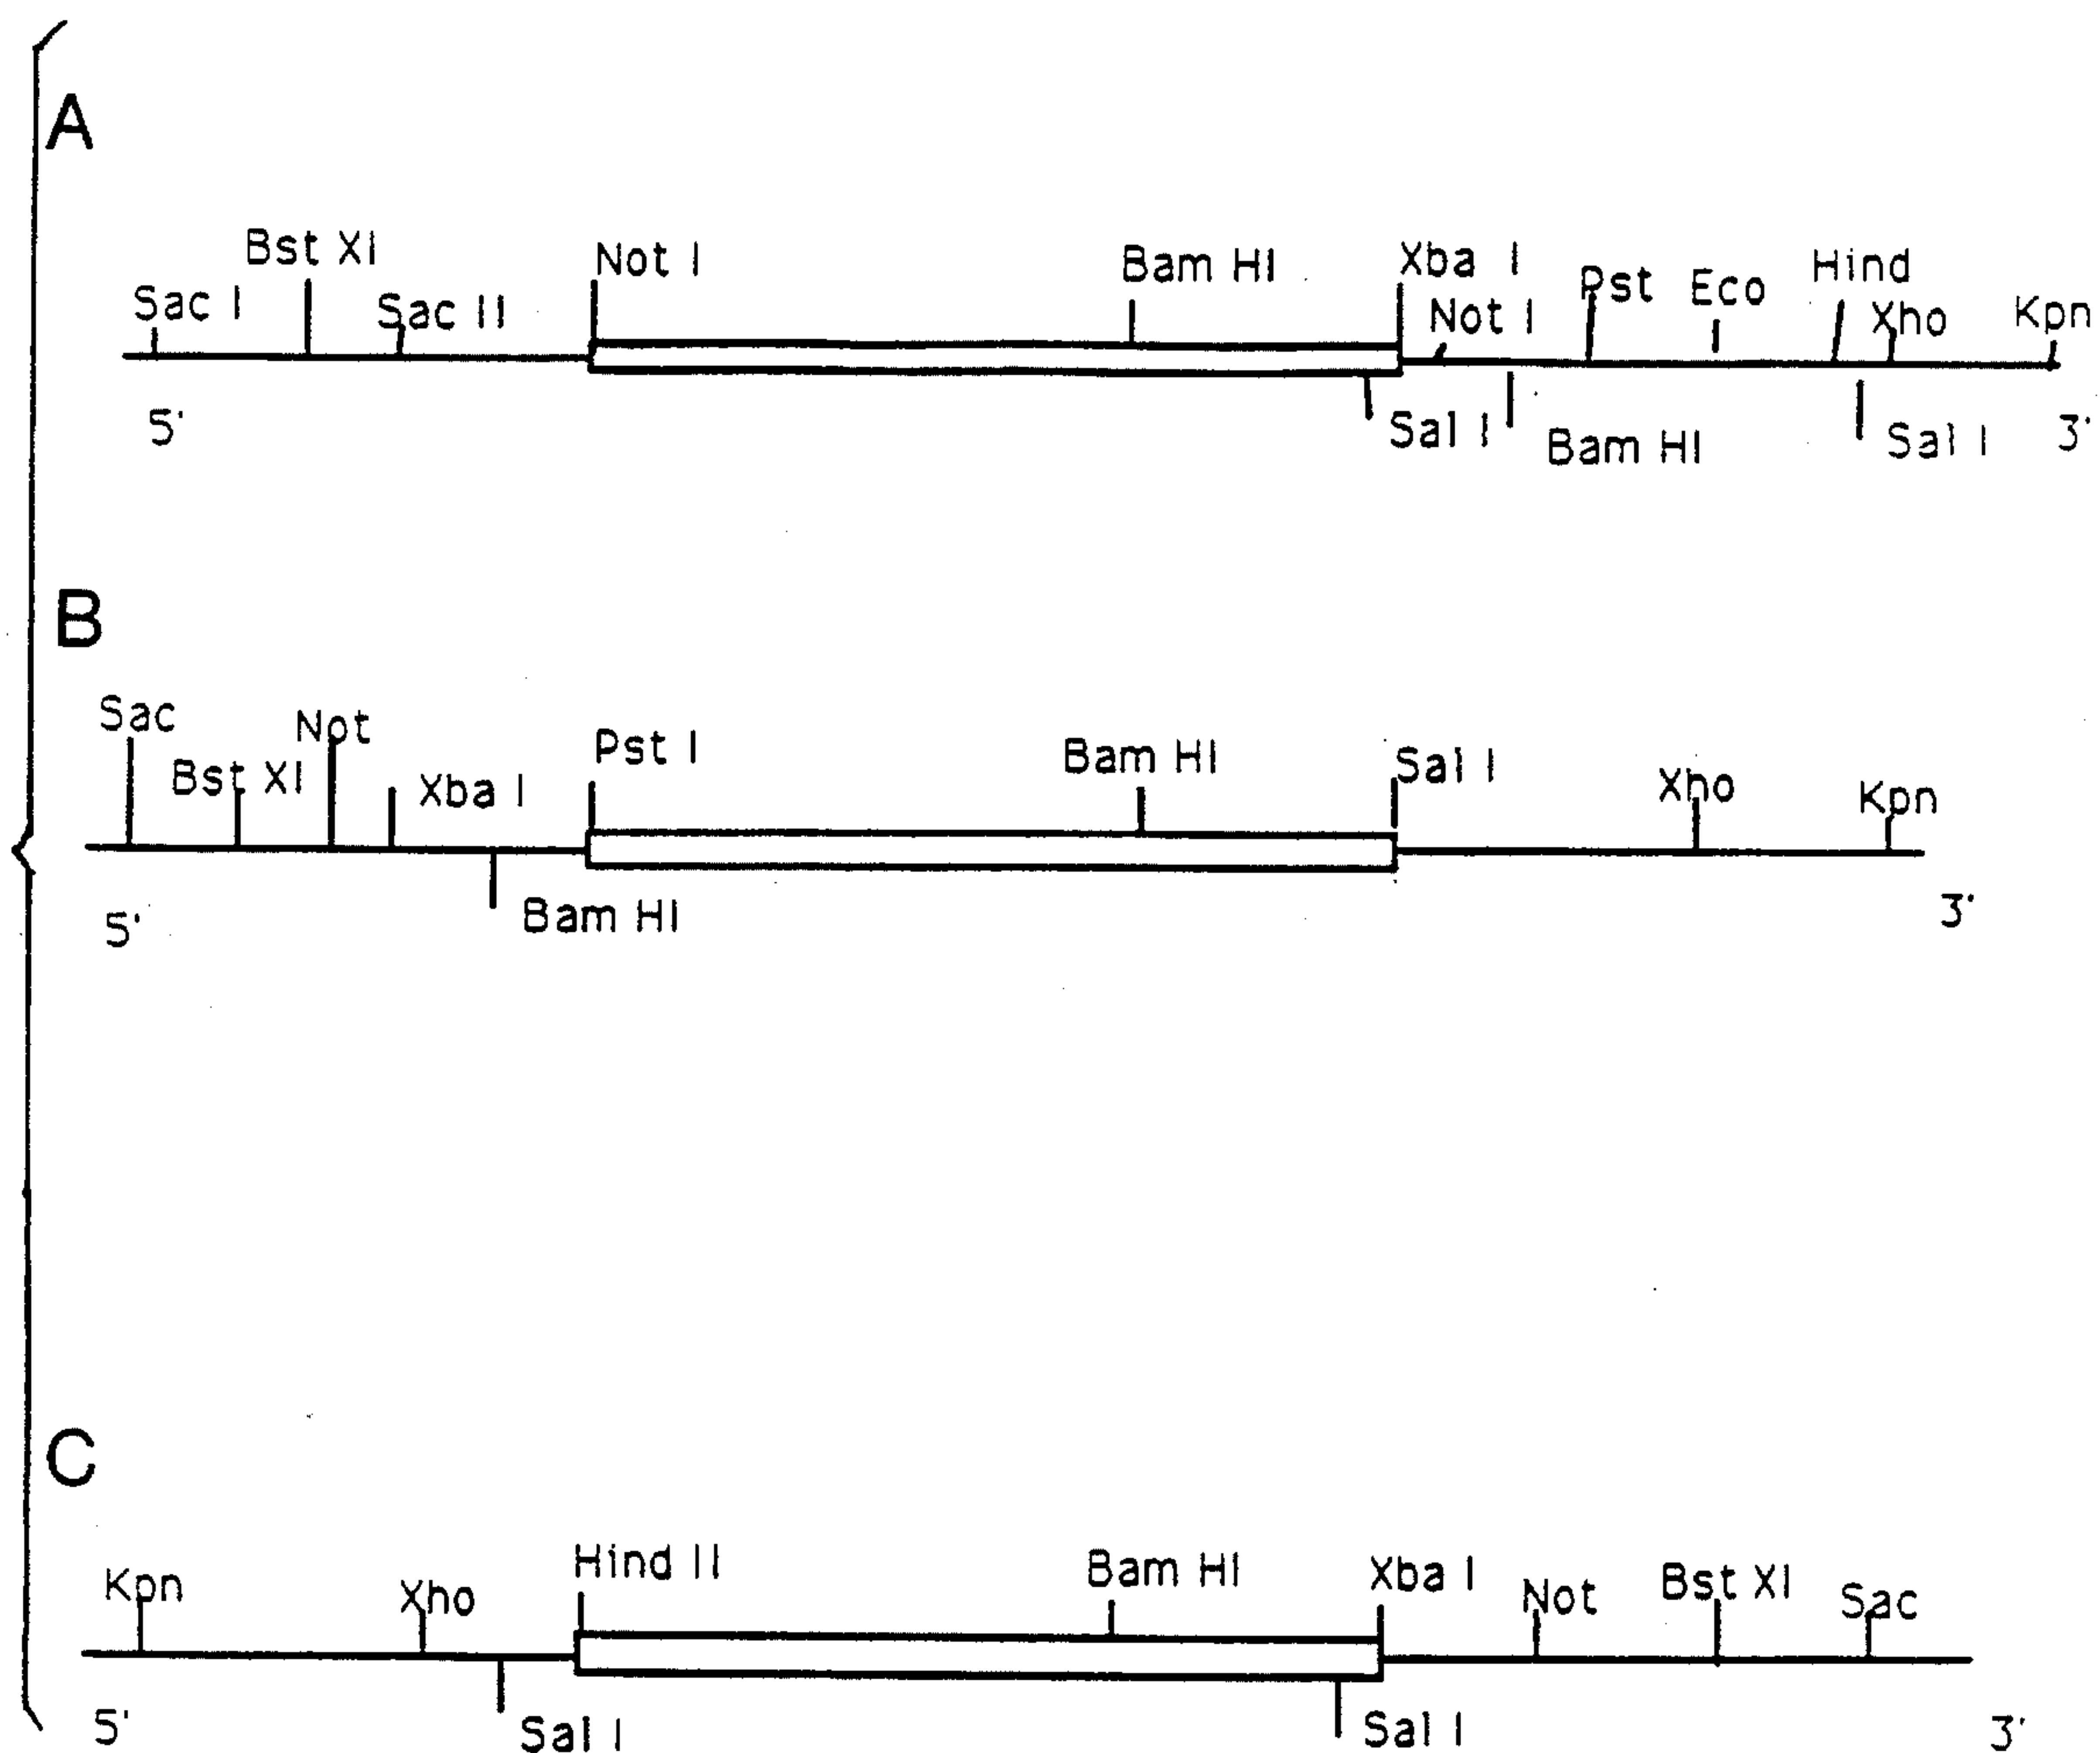 A
Bst XI
Not I
Bam HI
Xba I
Hind
Sac I
Sac II
Not I
Pst
Eco
Xho
Kpn
5'
Sal I
Bam HI
Sal I
3'
B
Sac
Not
Bst XI
Xba I
Pst I
Bam HI
Sal I
Xho
Kpn
5'
Bam HI
3'
C
Kpn
Xho
Hind II
Bam HI
Xba I
Not
Bst XI
Sac
5'
Sal I
Sal I
3'